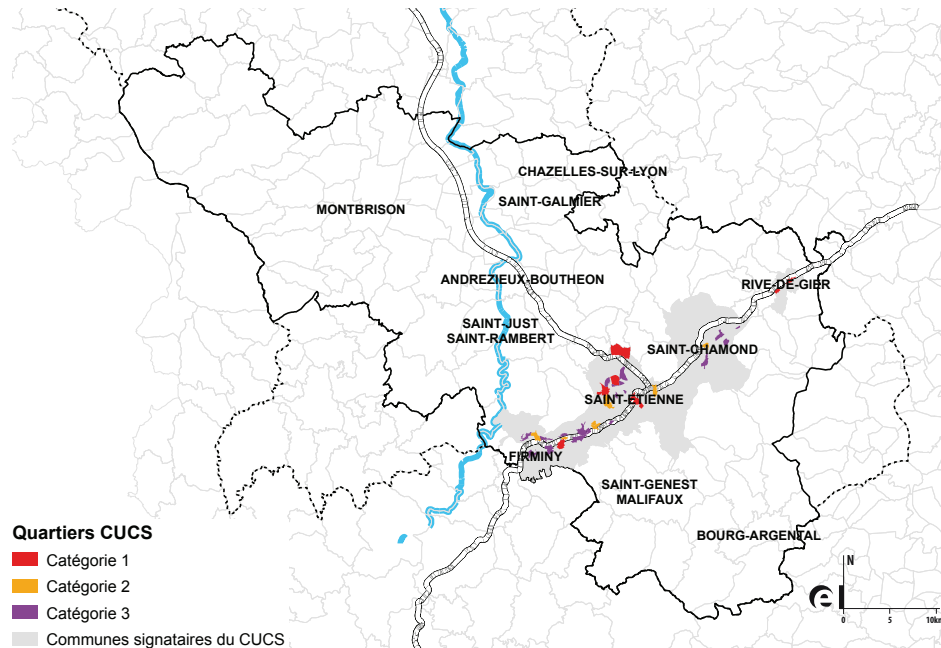 CHAZELLES-SUR-LYON
SAINT-GALMIER
MONTBRISON
ANDREZIEUX-BOUTHEON
RIVE-DE-GIER
SAINT-JUST
SAINT-RAMBERT
SAINT-CHAMOND
SAINT-ETIENNE
FIRMINY
SAINT-GENEST
MALIFAUX
BOURG-ARGENTAL
Quartiers CUCS
Catégorie 1
Catégorie 2
Catégorie 3
Communes signataires du CUCS
N
0 5 10km